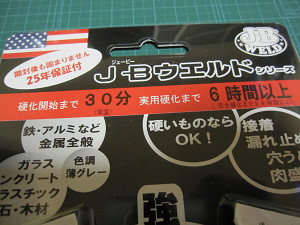 開封後も固まりません
25年保証付
ジェービー
J-Bウエルドシリーズ
J-B
WELD
硬化開始まで 30分 実用硬化まで 6時間以上
(常温)
鉄・アルミなど
金属全般
硬いものなら
OK!
接着
漏れ止め
穴う
肉盛
ガラス
ンクリート
ラスチック
石・木材
色調
薄グレー
強